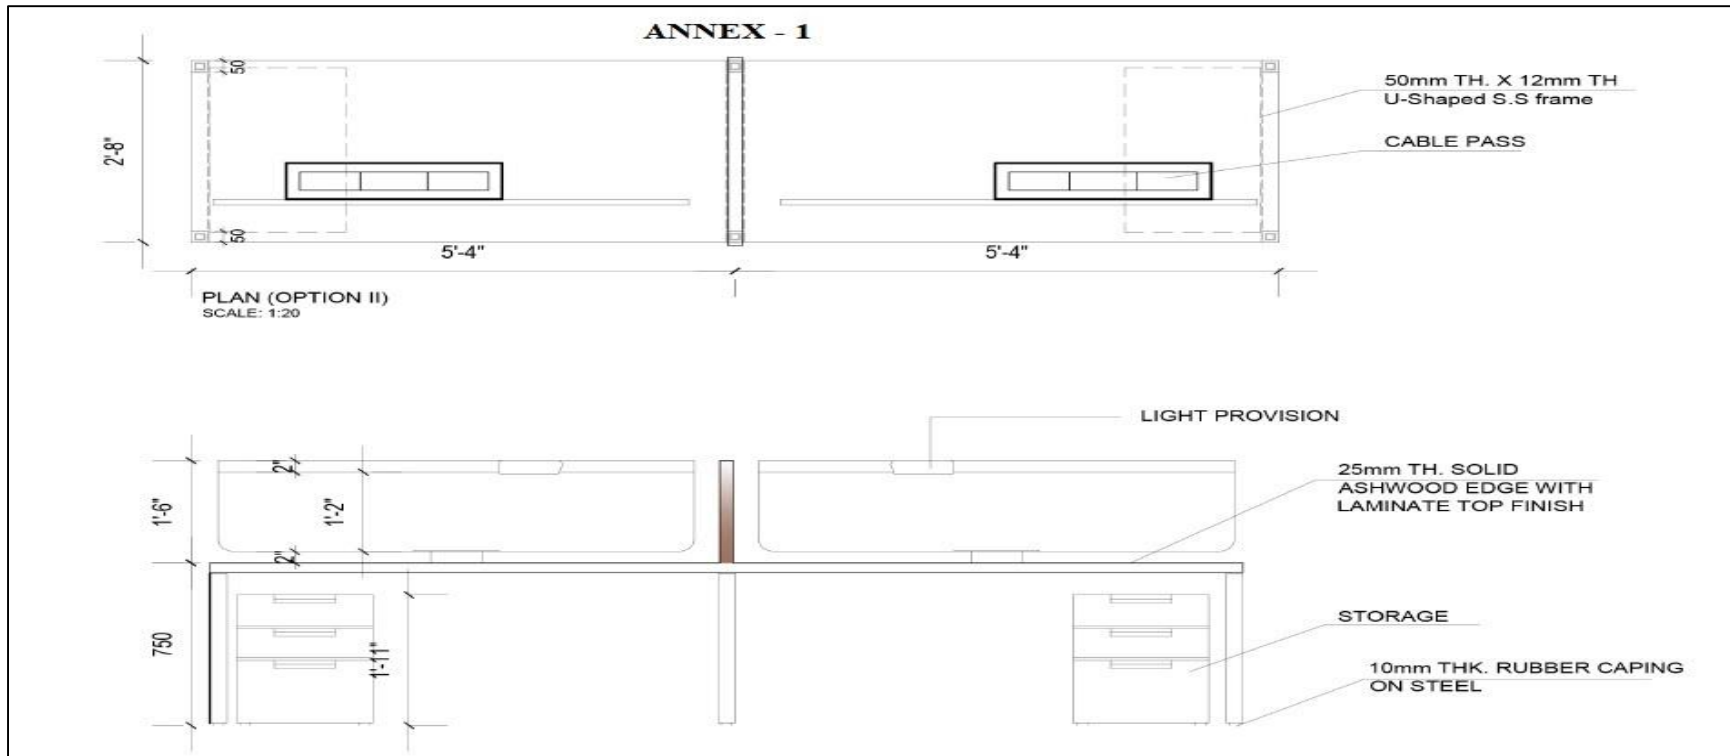 ANNEX - 1
50
50mm TH. X 12mm TH
U-Shaped S.S frame
CABLE PASS
2'-8"
50
5'-4"
5'-4"
PLAN (OPTION II)
SCALE: 1:20
LIGHT PROVISION
2"
1'-6"
1'-2"
2"
25mm TH. SOLID
ASHWOOD EDGE WITH
LAMINATE TOP FINISH
750
1'-11"
STORAGE
10mm THK. RUBBER CAPING
ON STEEL